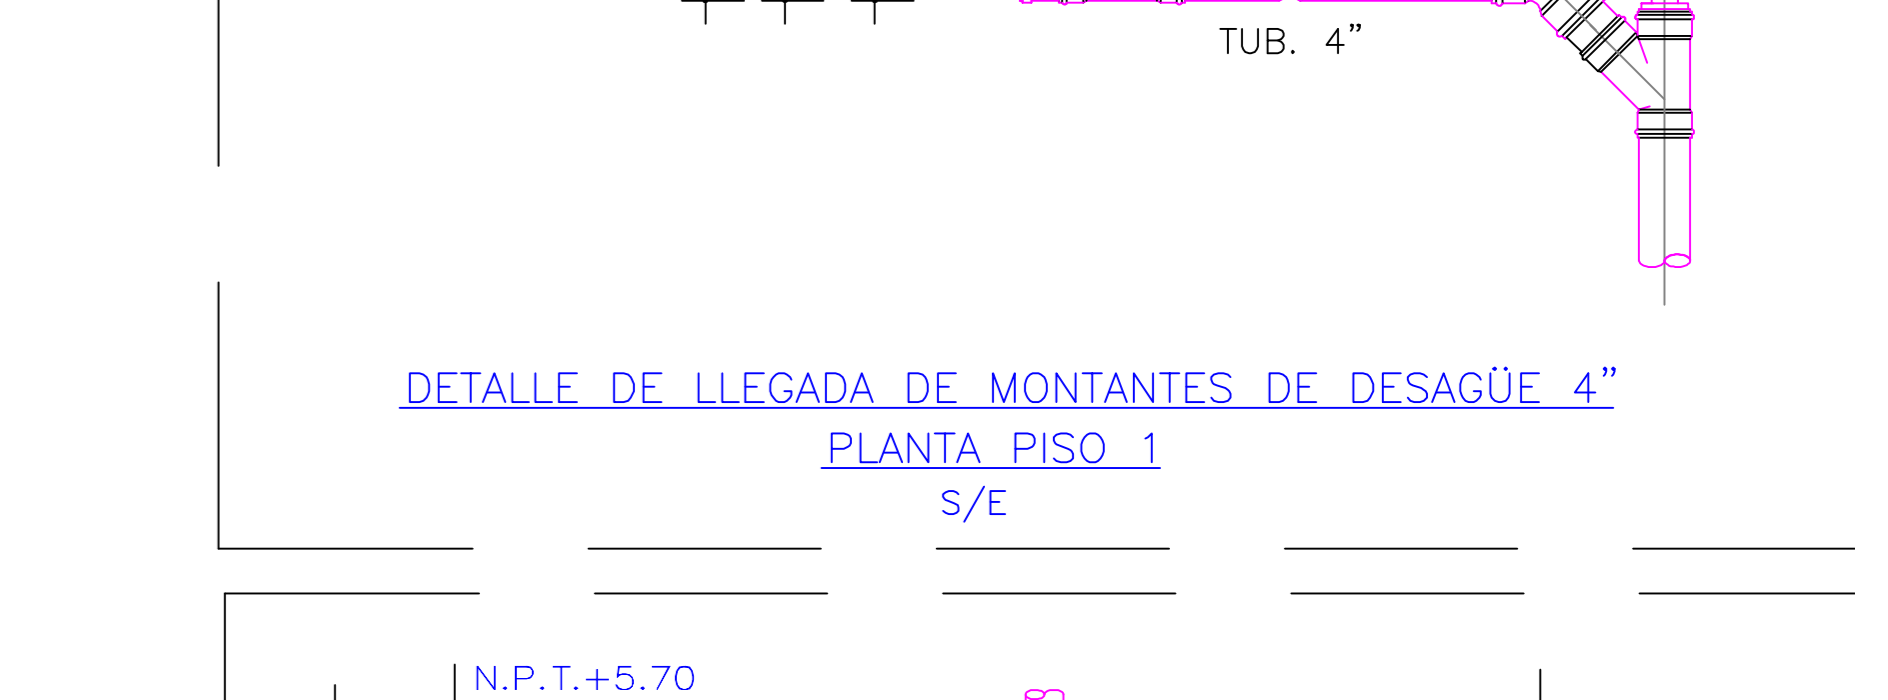 TUB. 4”
DETALLE DE LLEGADA DE MONTANTES DE DESAGÜE 4”
PLANTA PISO 1
S/E
N.P.T.+5.70